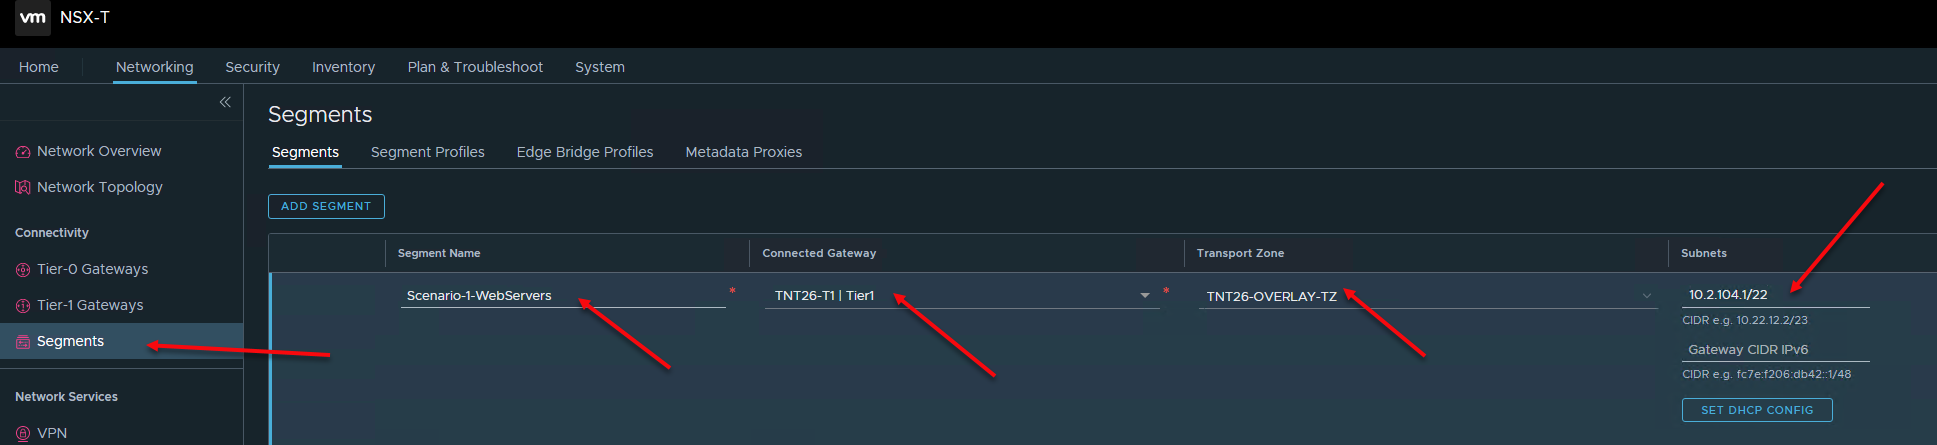 vm NSX-T
Home Networking Security Inventory Plan & Troubleshoot System
Network Overview
Network Topology
Connectivity
Tier-0 Gateways
Tier-1 Gateways
Segments
Network Services
VPN
Segments
Segments Segment Profiles Edge Bridge Profiles Metadata Proxies
ADD SEGMENT
Segment Name Connected Gateway Transport Zone Subnets
Scenario-1-WebServers * TNT26-T1 | Tier1 * TNT26-OVERLAY-TZ 10.2.104.1/22
CIDR e.g. 10.22.12.2/23
Gateway CIDR IPv6
CIDR e.g. fc7e:f206:db42::1/48
SET DHCP CONFIG